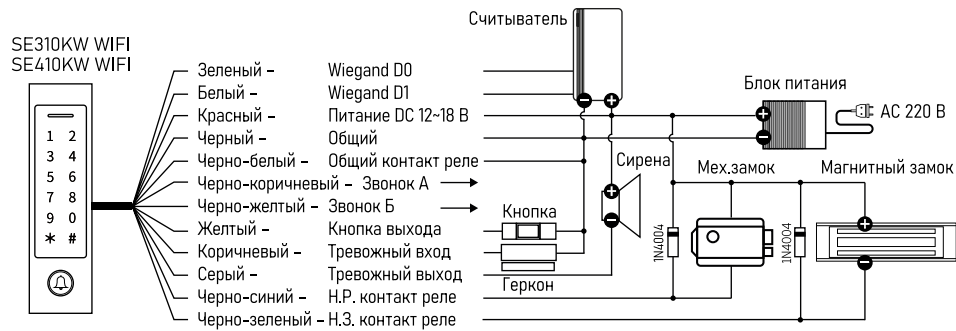 SE310KW WIFI
SE410KW WIFI
1 2
3 4
5 6
7 8
9 0
* #
Зеленый – Wiegand D0
Белый – Wiegand D1
Красный – Питание DC 12~18 В
Черный – Общий
Черно-белый – Общий контакт реле
Черно-коричневый – Звонок А
Черно-желтый – Звонок Б
Желтый – Кнопка выхода
Коричневый – Тревожный вход
Серый – Тревожный выход
Черно-синий – Н.Р. контакт реле
Черно-зеленый – Н.З. контакт реле
Считыватель
Кнопка
Геркон
Сирена
1N4004
Мех.замок
1N4004
Блок питания
AC 220 В
Магнитный замок